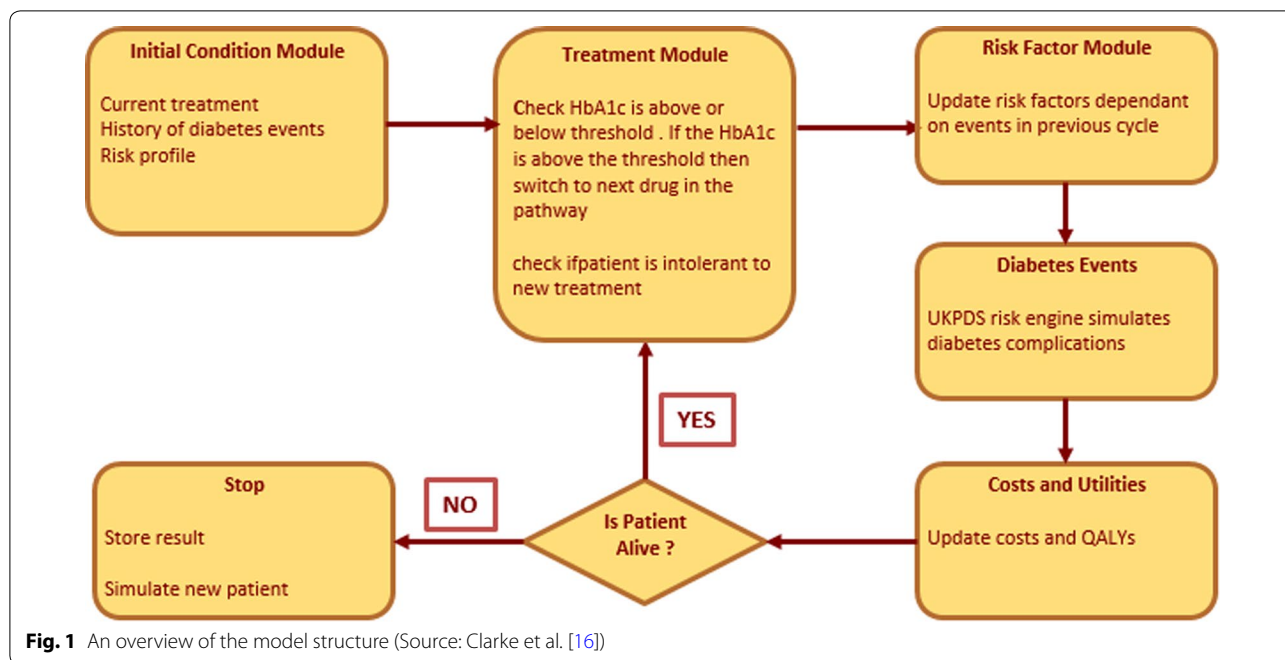 Initial Condition Module
Current treatment
History of diabetes events
Risk profile
Treatment Module
Check HbA1c is above or
below threshold . If the HbA1c
is above the threshold then
switch to next drug in the
pathway
check ifpatient is intolerant to
new treatment
Risk Factor Module
Update risk factors dependant
on events in previous cycle
Diabetes Events
UKPDS risk engine simulates
diabetes complications
Costs and Utilities
Update costs and QALYs
Is Patient
Alive ?
YES
NO
Stop
Store result
Simulate new patient
Fig. 1 An overview of the model structure (Source: Clarke et al. [16])